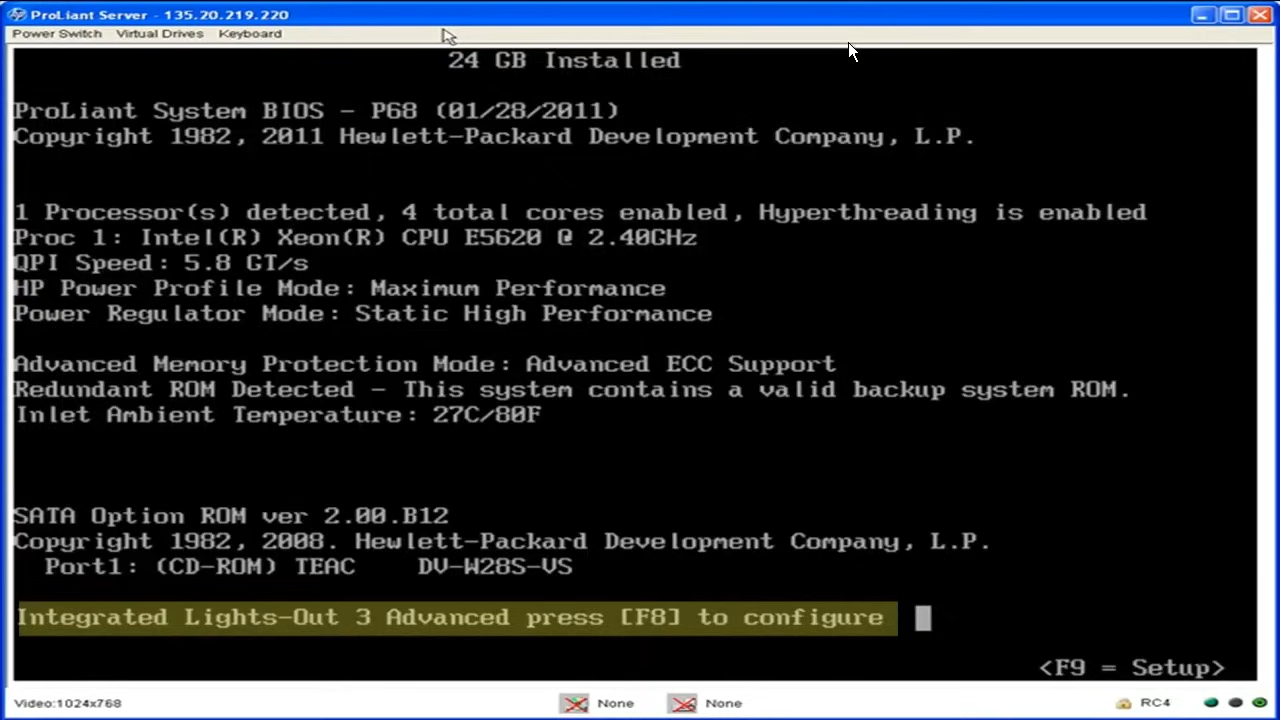 ProLiant Server - 135.20.219.220
Power Switch Virtual Drives Keyboard
24 GB Installed
ProLiant System BIOS - P68 (01/28/2011)
Copyright 1982, 2011 Hewlett-Packard Development Company, L.P.
1 Processor(s) detected, 4 total cores enabled, Hyperthreading is enabled
Proc 1: Intel(R) Xeon(R) CPU E5620 @ 2.40GHz
QPI Speed: 5.8 GT/s
HP Power Profile Mode: Maximum Performance
Power Regulator Mode: Static High Performance
Advanced Memory Protection Mode: Advanced ECC Support
Redundant ROM Detected - This system contains a valid backup system ROM.
Inlet Ambient Temperature: 27C/80F
SATA Option ROM ver 2.00.B12
Copyright 1982, 2008. Hewlett-Packard Development Company, L.P.
Port1: (CD-ROM) TEAC DV-W28S-VS
Integrated Lights-Out 3 Advanced press [F8] to configure
<F9 = Setup>
Video:1024x768 None None RC4